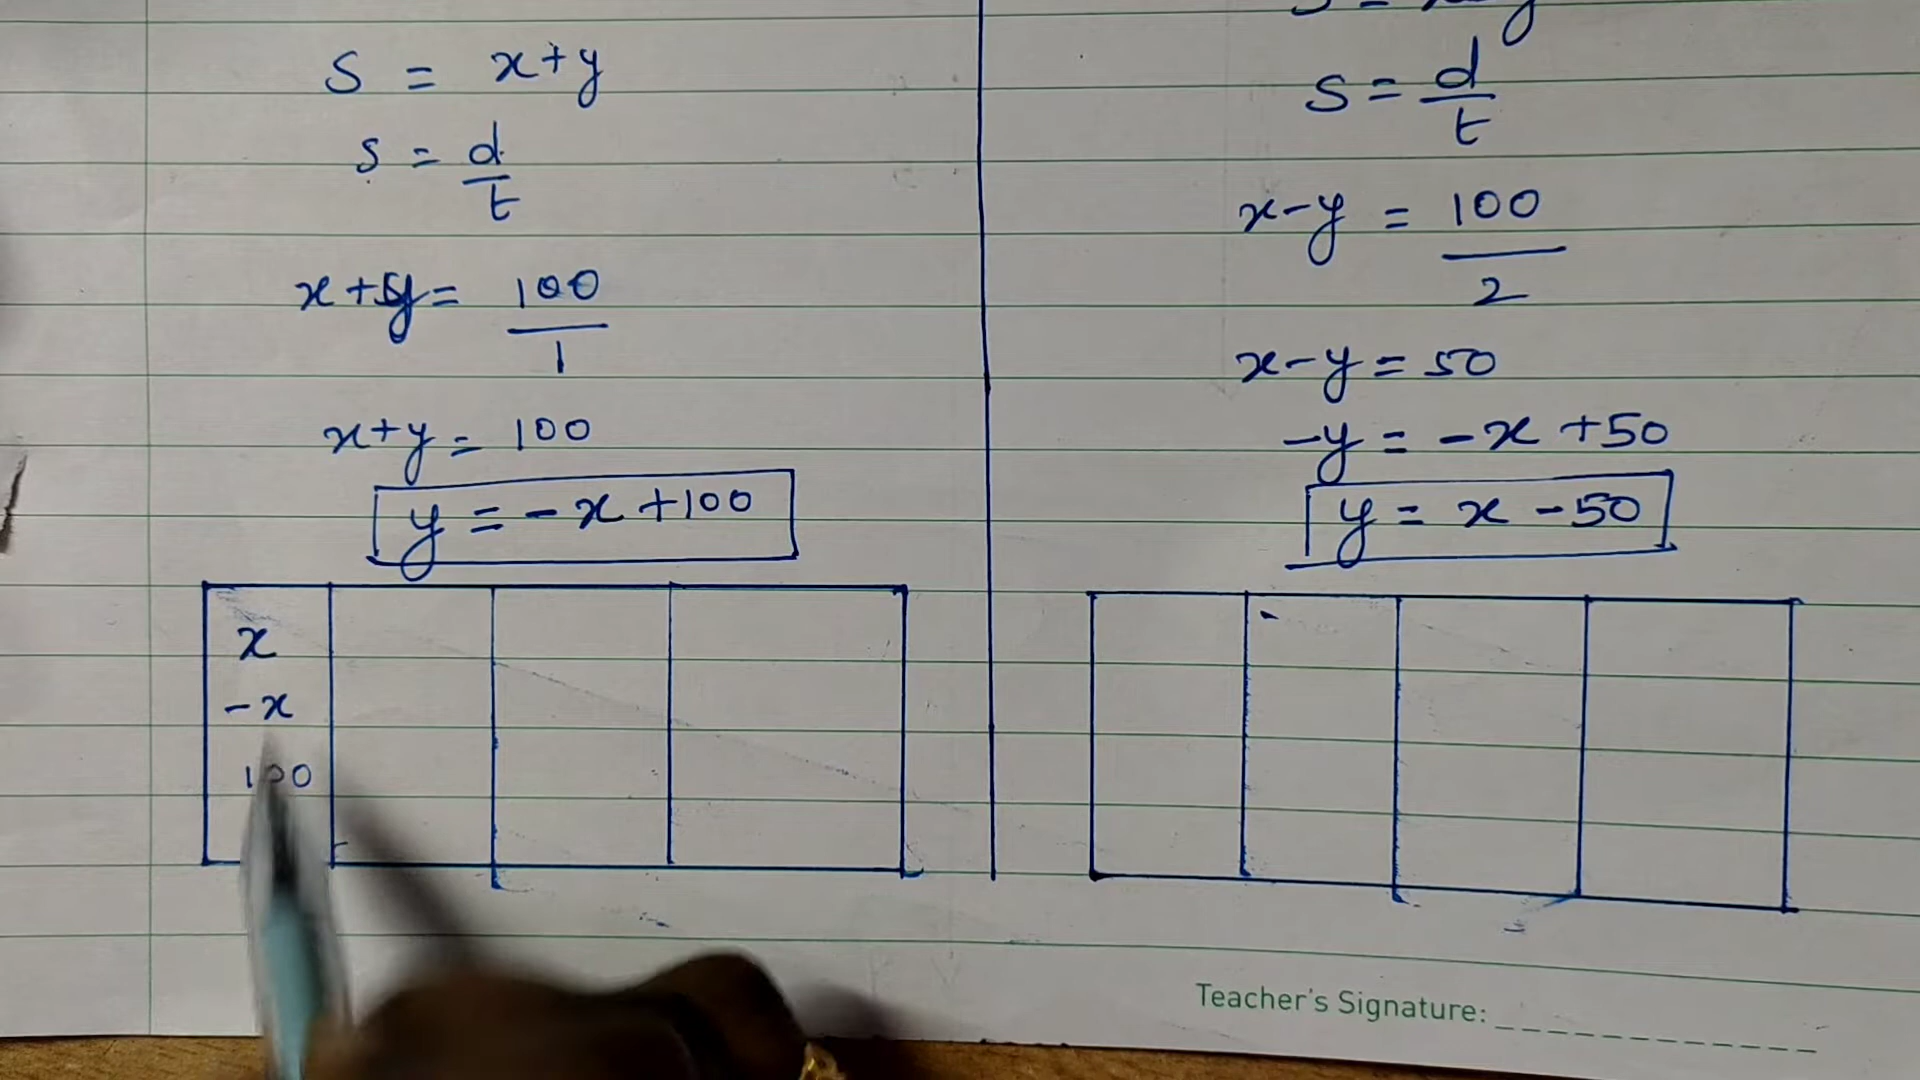 S = x+y
s = d/t
x+y = 100/1
x+y = 100
y = -x +100
x
-x
100
s = d/t
x-y = 100/2
x-y = 50
-y = -x +50
y = x -50
Teacher's Signature: _ _ _ _ _ _ _ _ _ _ _ _ _